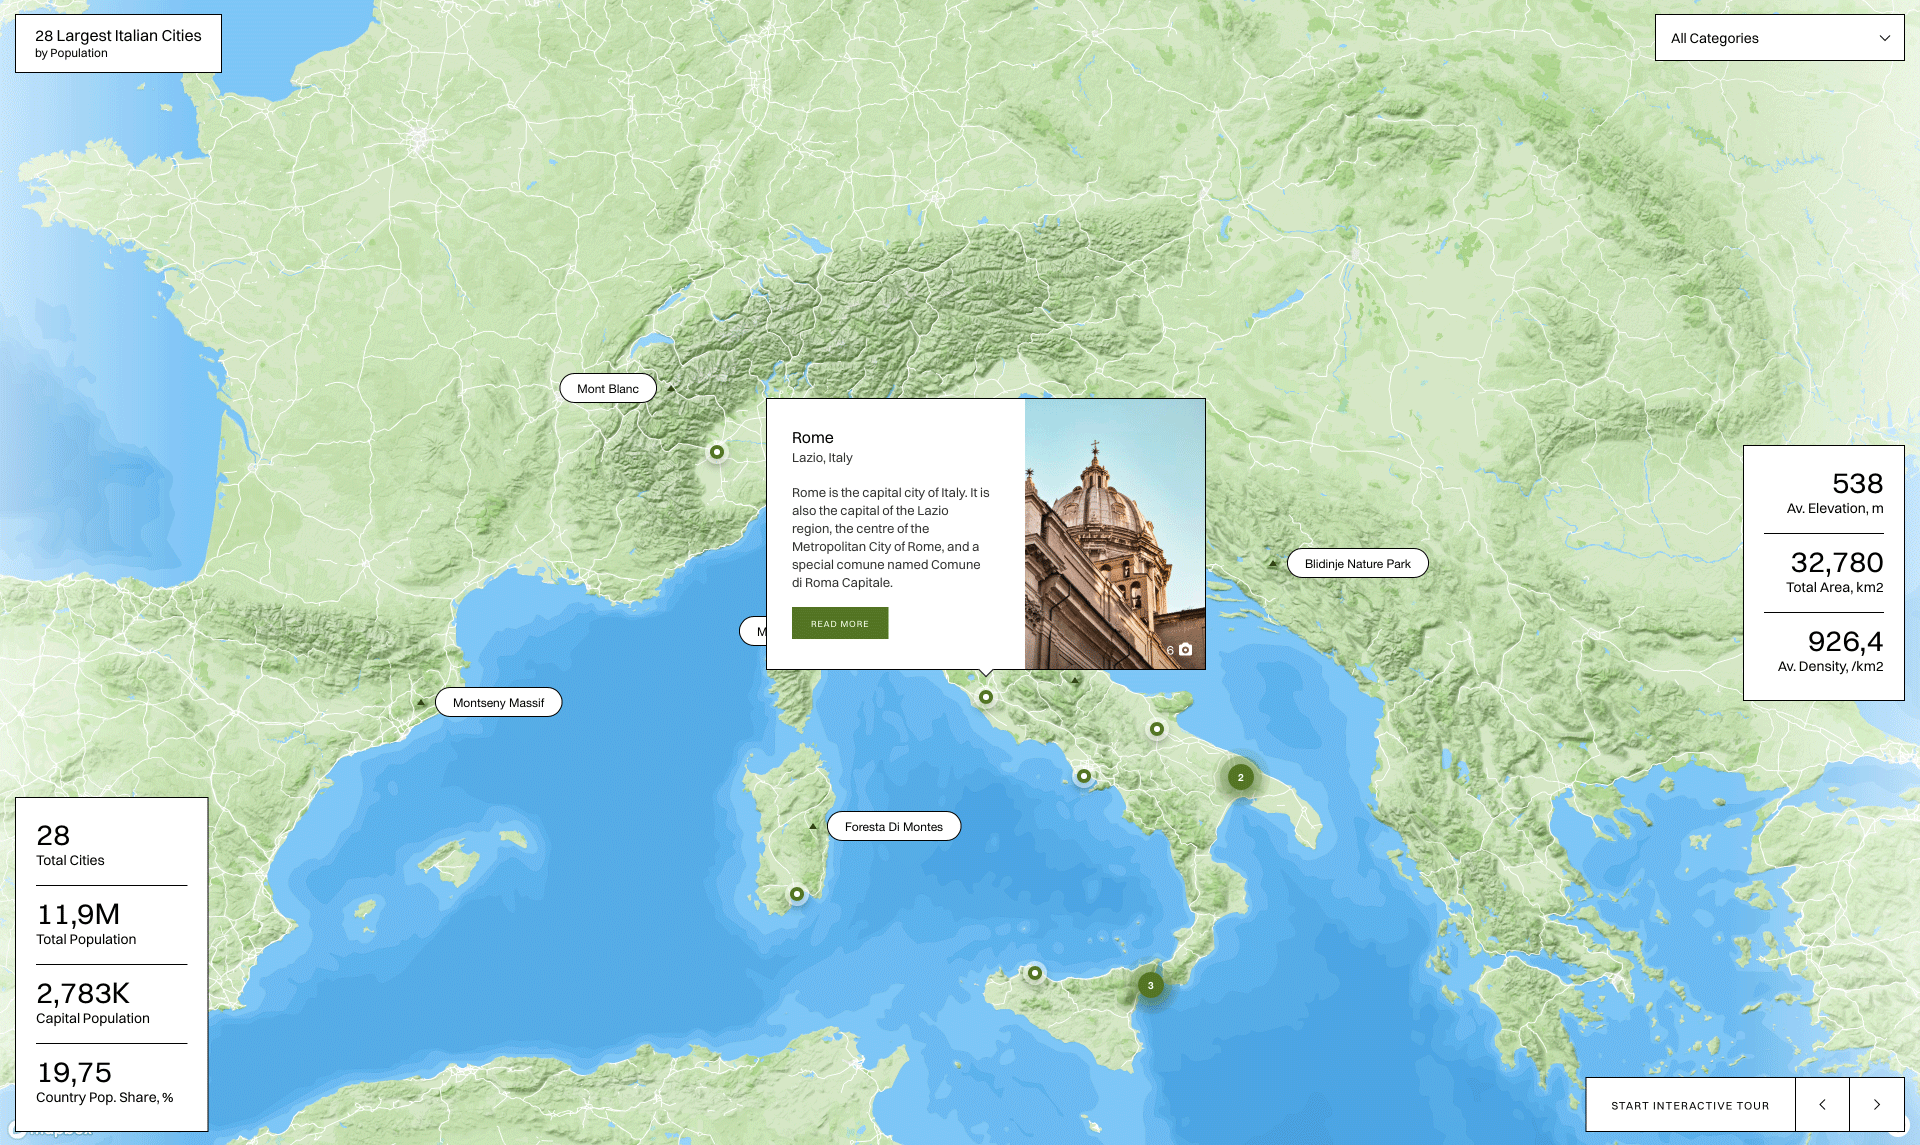 28 Largest Italian Cities
by Population
All Categories
Mont Blanc
Rome
Lazio, Italy
Rome is the capital city of Italy. It is
also the capital of the Lazio
region, the centre of the
Metropolitan City of Rome, and a
special comune named Comune
di Roma Capitale.
READ MORE
6
538
Av. Elevation, m
32,780
Total Area, km2
926,4
Av. Density, /km2
Blidinje Nature Park
M
Montseny Massif
2
Foresta Di Montes
3
28
Total Cities
11,9M
Total Population
2,783K
Capital Population
19,75
Country Pop. Share, %
START INTERACTIVE TOUR